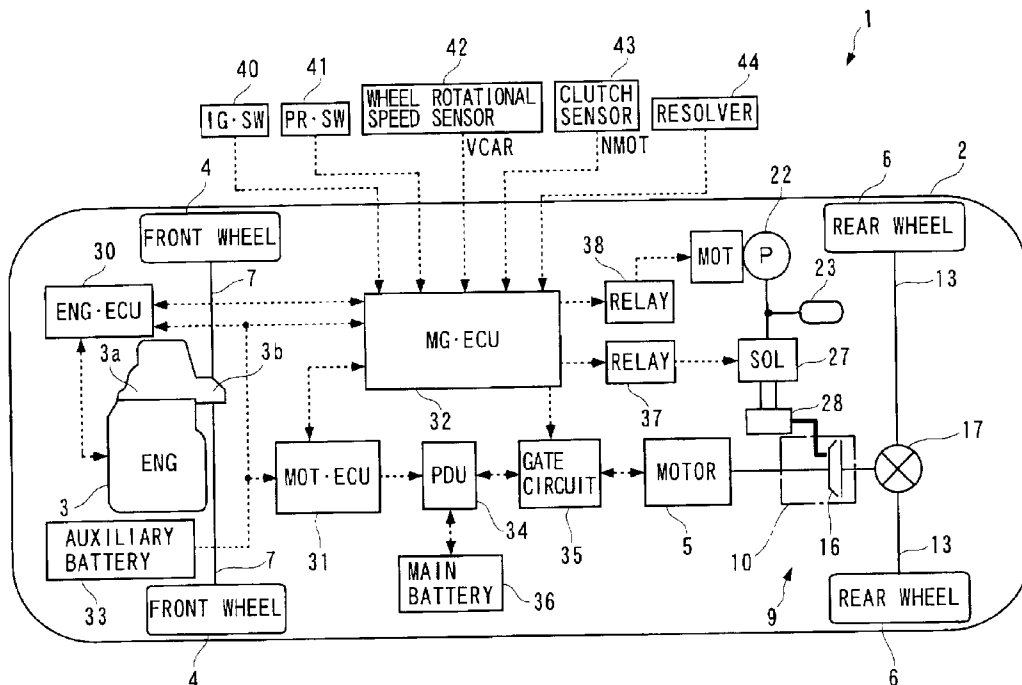 1
40
41
42
43
44
IG·SW
PR·SW
WHEEL ROTATIONAL
SPEED SENSOR
CLUTCH
SENSOR
RESOLVER
VCAR
NMOT
4
22
6
2
FRONT WHEEL
REAR WHEEL
30
7
38
MOT
P
23
13
ENG·ECU
RELAY
3a
3b
MG·ECU
RELAY
SOL
27
32
37
28
17
ENG
MOT·ECU
PDU
GATE
CIRCUIT
MOTOR
3
AUXILIARY
BATTERY
7
31
34
35
5
10
16
13
MAIN
BATTERY
36
9
33
FRONT WHEEL
REAR WHEEL
4
6